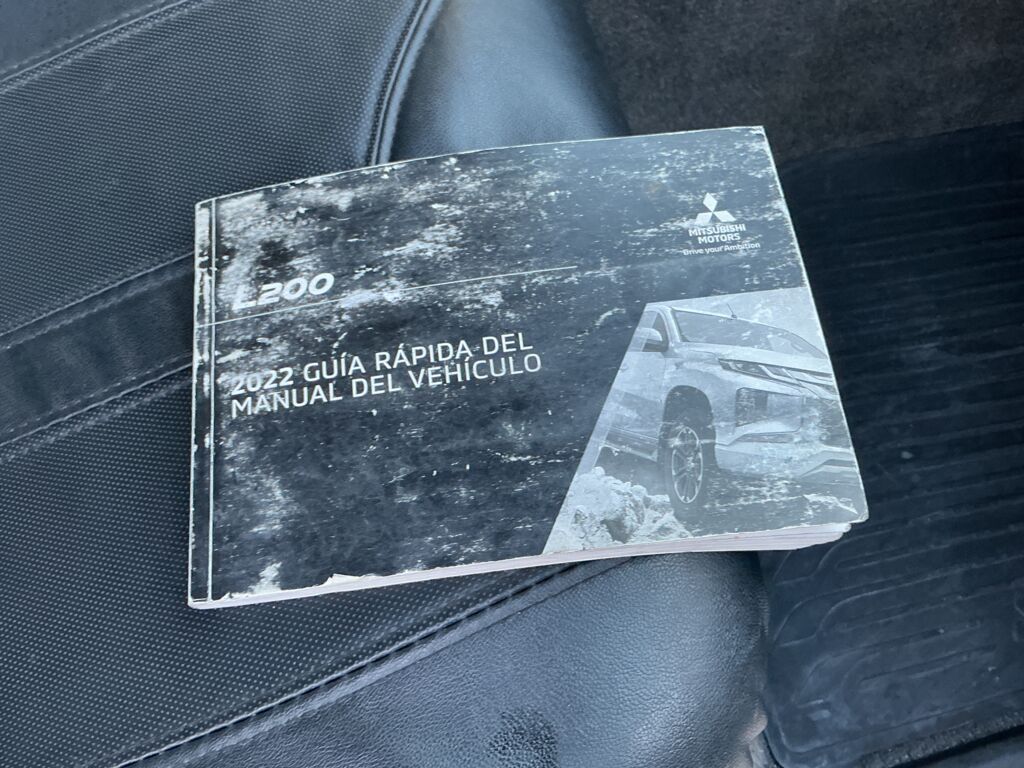 MITSUBISHI
MOTORS
Drive your Ambition
L200
2022 GUÍA RÁPIDA DEL
MANUAL DEL VEHÍCULO